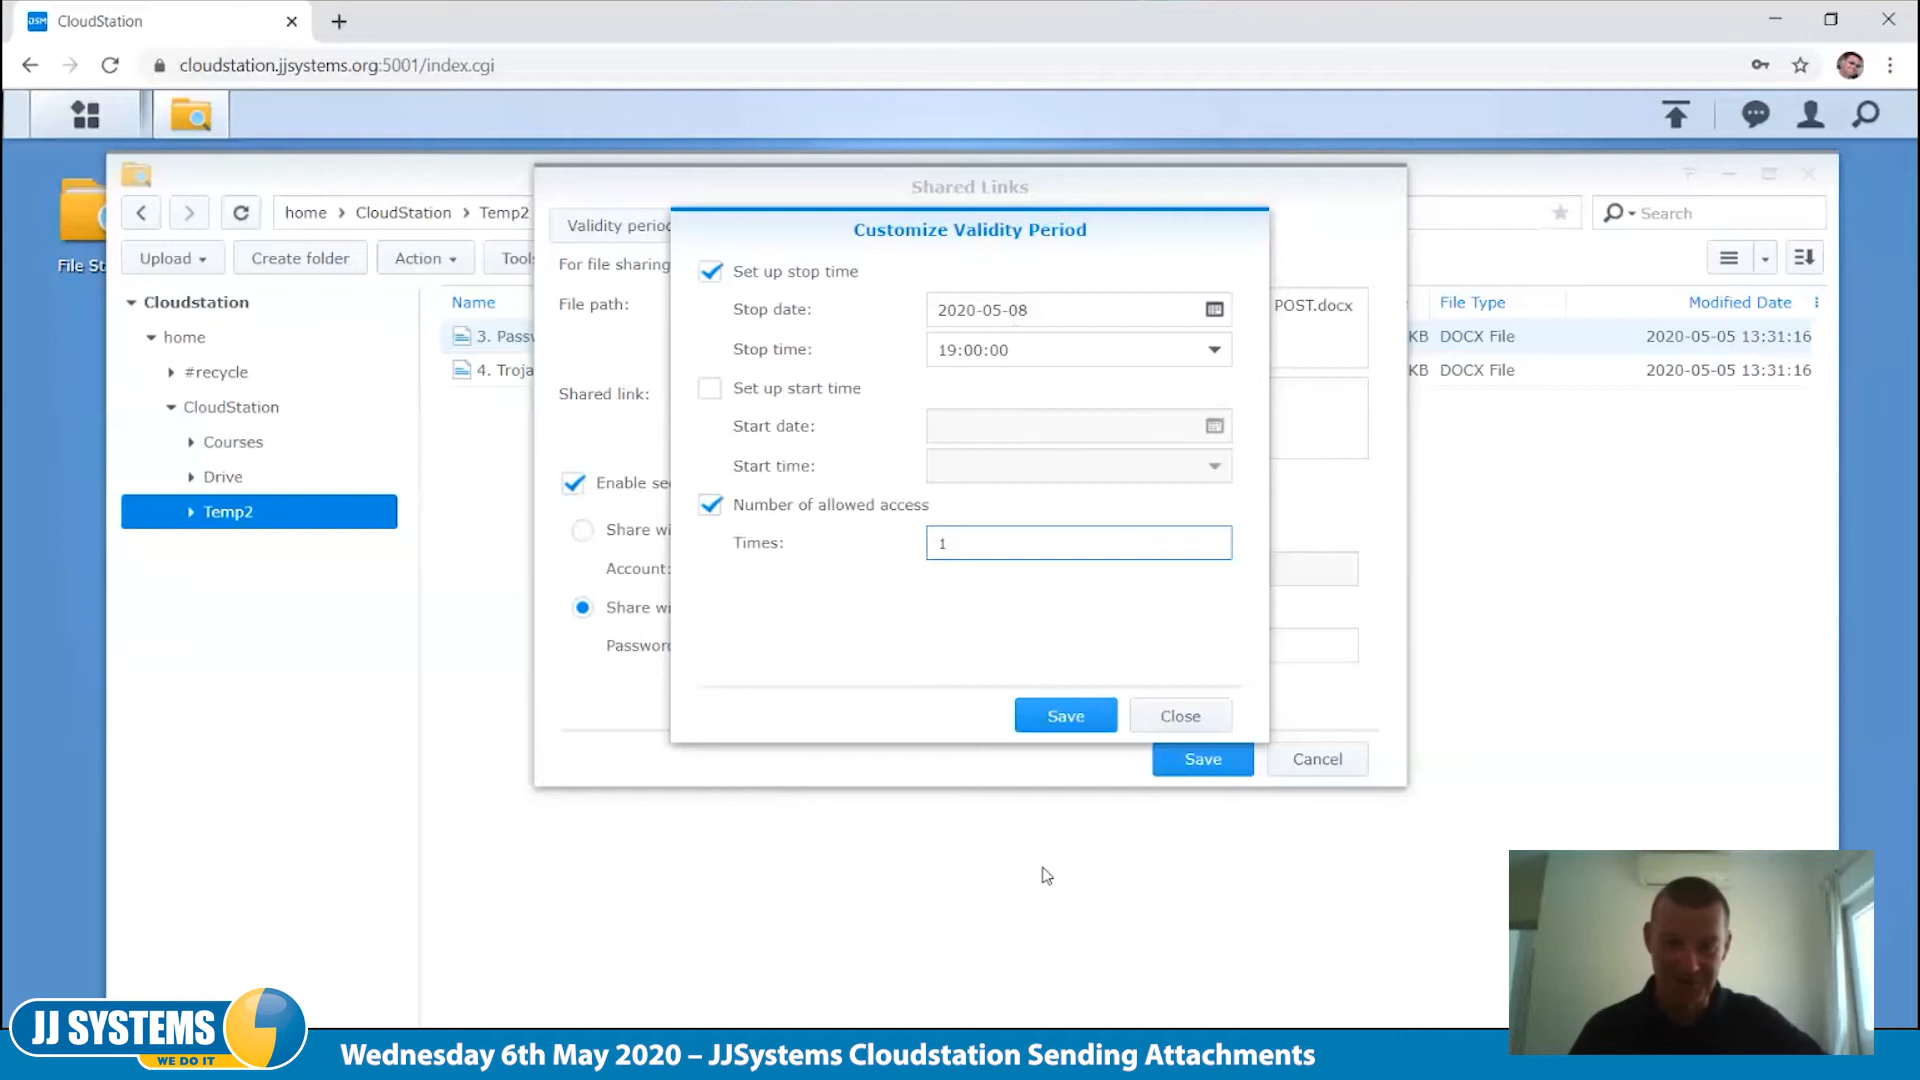 DSM CloudStation
cloudstation.jjsystems.org:5001/index.cgi
File St
home CloudStation Temp2
Search
Upload Create folder Action Tool
Cloudstation
home
#recycle
CloudStation
Courses
Drive
Temp2
Name
3. Passw
4. Troja
File Type Modified Date
KB DOCX File 2020-05-05 13:31:16
KB DOCX File 2020-05-05 13:31:16
Shared Links
Validity period
For file sharing
File path:
POST.docx
Shared link:
Enable se
Share wi
Account:
Share wi
Password
Save Cancel
Customize Validity Period
Set up stop time
Stop date: 2020-05-08
Stop time: 19:00:00
Set up start time
Start date:
Start time:
Number of allowed access
Times: 1
Save Close
JJ SYSTEMS
WE DO IT
Wednesday 6th May 2020 – JJSystems Cloudstation Sending Attachments